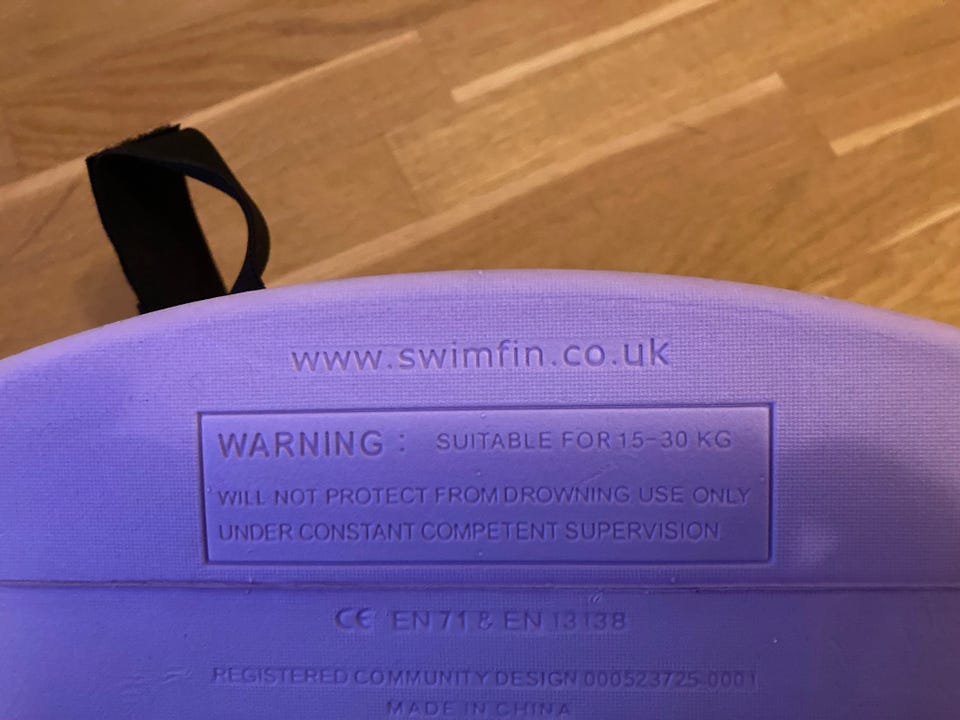 www.swimfin.co.uk
WARNING : SUITABLE FOR 15-30 KG
WILL NOT PROTECT FROM DROWNING USE ONLY
UNDER CONSTANT COMPETENT SUPERVISION
CE EN 71 & EN 13138
REGISTERED COMMUNITY DESIGN 000523725-0001
MADE IN CHINA